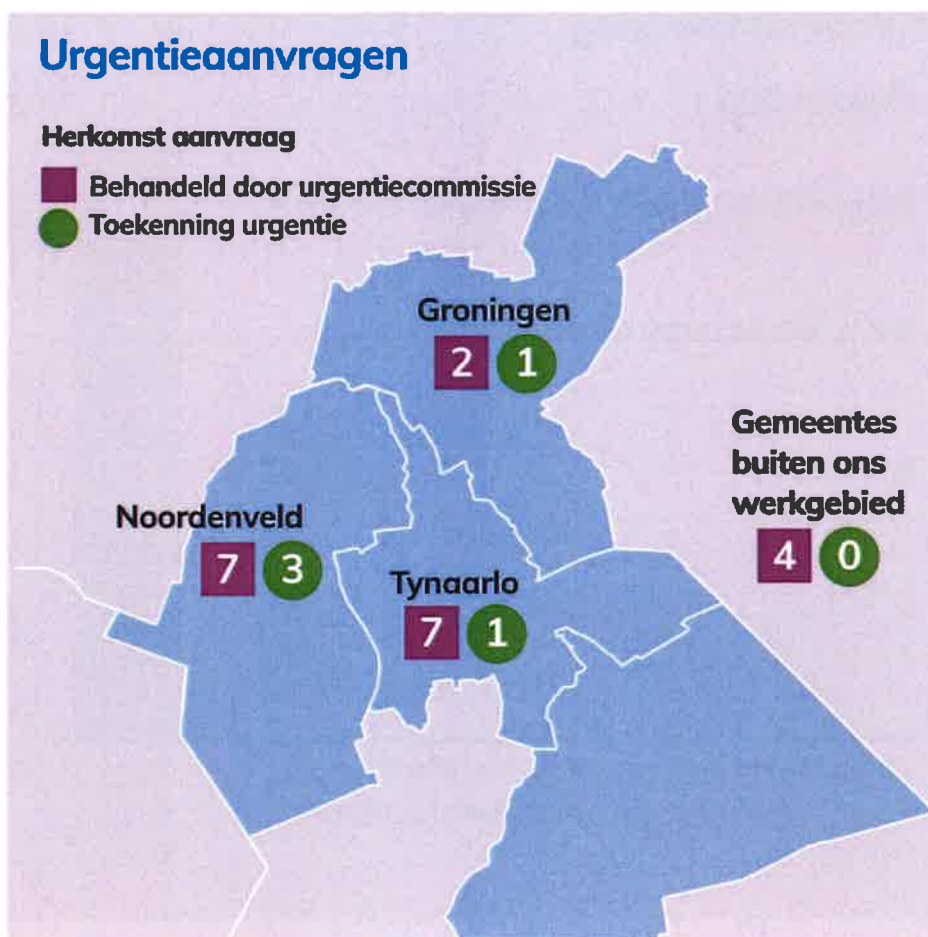 Urgentieaanvragen
Herkomst aanvraag
Behandeld door urgentiecommissie
Toekenning urgentie
Groningen
2 1
Gemeentes
buiten ons
werkgebied
4 0
Noordenveld
7 3
Tynaarlo
7 1